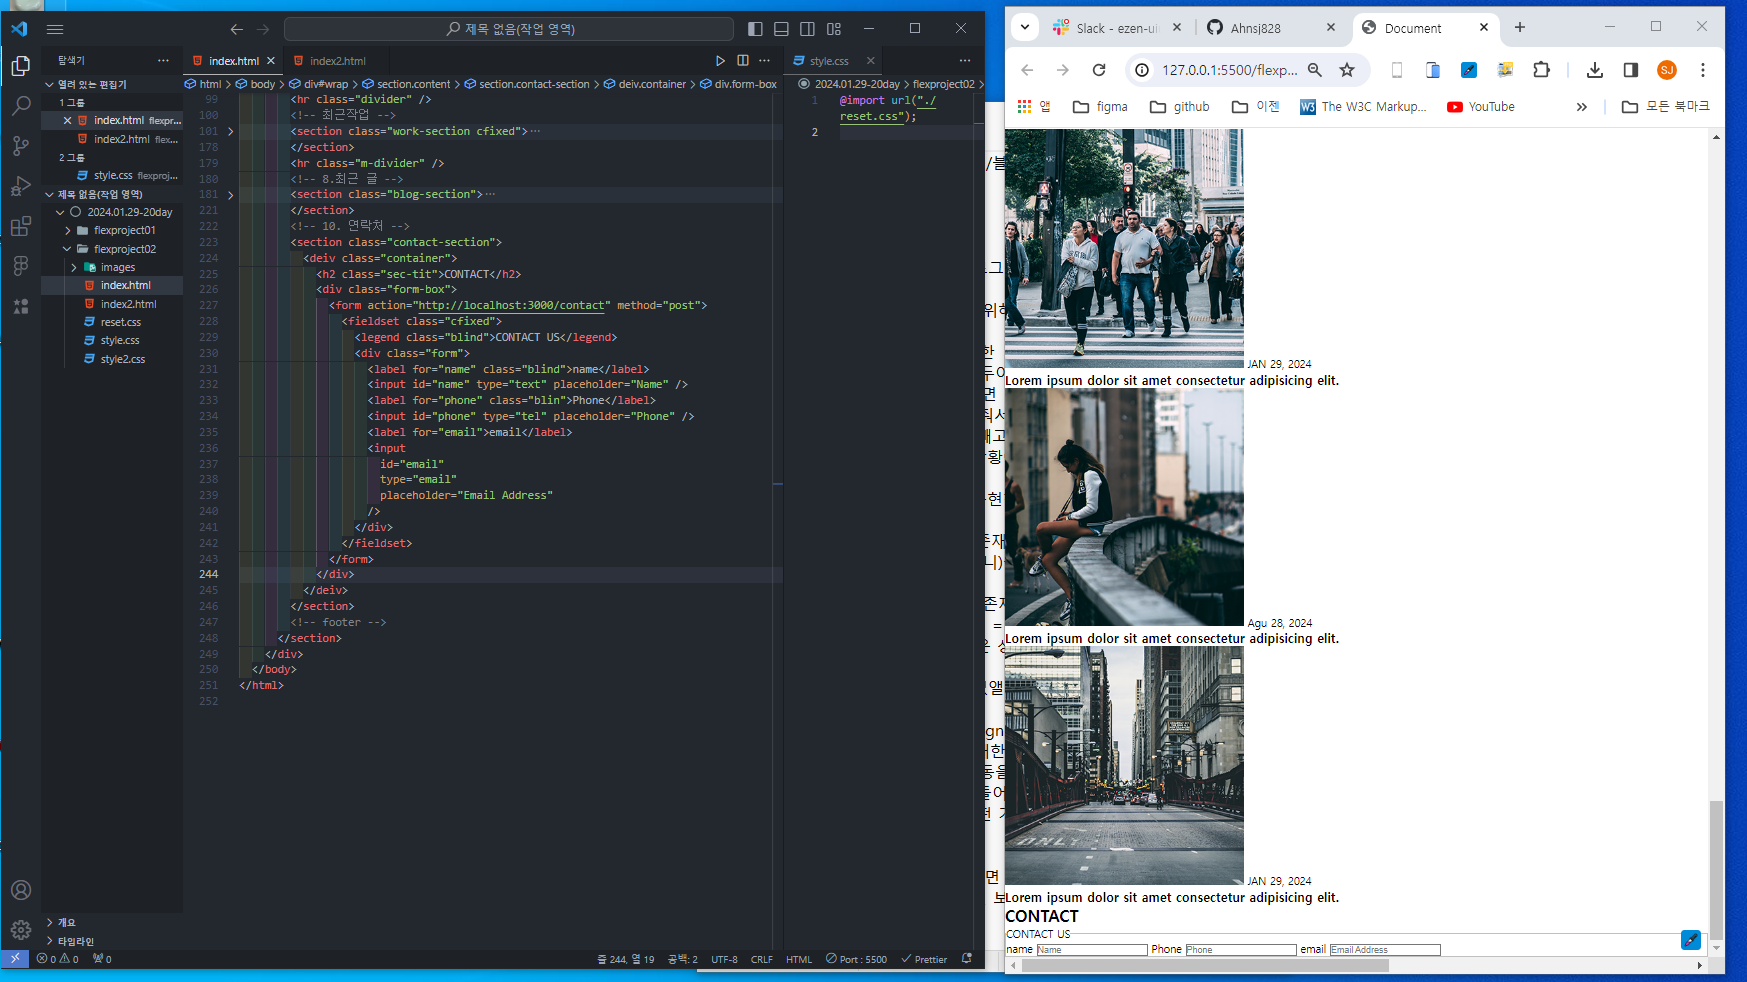 제목 없음(작업 영역)
탐색기
열려 있는 편집기
1 그룹
index.html flexpr...
index2.html flex...
2 그룹
style.css flexproj...
제목 없음(작업 영역)
2024.01.29-20day
flexproject01
flexproject02
images
index.html
index2.html
reset.css
style.css
style2.css
개요
타임라인
index.html
index2.html
html > body > div#wrap > section.content > section.contact-section > deiv.container > div.form-box
99 <hr class="divider" />
100 <!-- 최근작업 -->
101 <section class="work-section cfixed">…
178 </section>
179 <hr class="m-divider" />
180 <!-- 8.최근 글 -->
181 <section class="blog-section">…
221 </section>
222 <!-- 10. 연락처 -->
223 <section class="contact-section">
224 <deiv class="container">
225 <h2 class="sec-tit">CONTACT</h2>
226 <div class="form-box">
227 <form action="http://localhost:3000/contact" method="post">
228 <fieldset class="cfixed">
229 <legend class="blind">CONTACT US</legend>
230 <div class="form">
231 <label for="name" class="blind">name</label>
232 <input id="name" type="text" placeholder="Name" />
233 <label for="phone" class="blin">Phone</label>
234 <input id="phone" type="tel" placeholder="Phone" />
235 <label for="email">email</label>
236 <input
237 id="email"
238 type="email"
239 placeholder="Email Address"
240 />
241 </div>
242 </fieldset>
243 </form>
244 </div>
245 </deiv>
246 </section>
247 <!-- footer -->
248 </section>
249 </div>
250 </body>
251 </html>
252
style.css
2024.01.29-20day > flexproject02 >
1 @import url("./
reset.css");
2
0 0 0
줄 244, 열 19 공백: 2 UTF-8 CRLF HTML Port : 5500 Prettier
Slack - ezen-ui
Ahnsj828
Document
127.0.0.1:5500/flexp...
SJ
앱 figma github 이젠 The W3C Markup... YouTube » 모든 북마크
JAN 29, 2024
Lorem ipsum dolor sit amet consectetur adipisicing elit.
Agu 28, 2024
Lorem ipsum dolor sit amet consectetur adipisicing elit.
ONLY
JAN 29, 2024
Lorem ipsum dolor sit amet consectetur adipisicing elit.
CONTACT
CONTACT US
name Name Phone Phone email Email Address